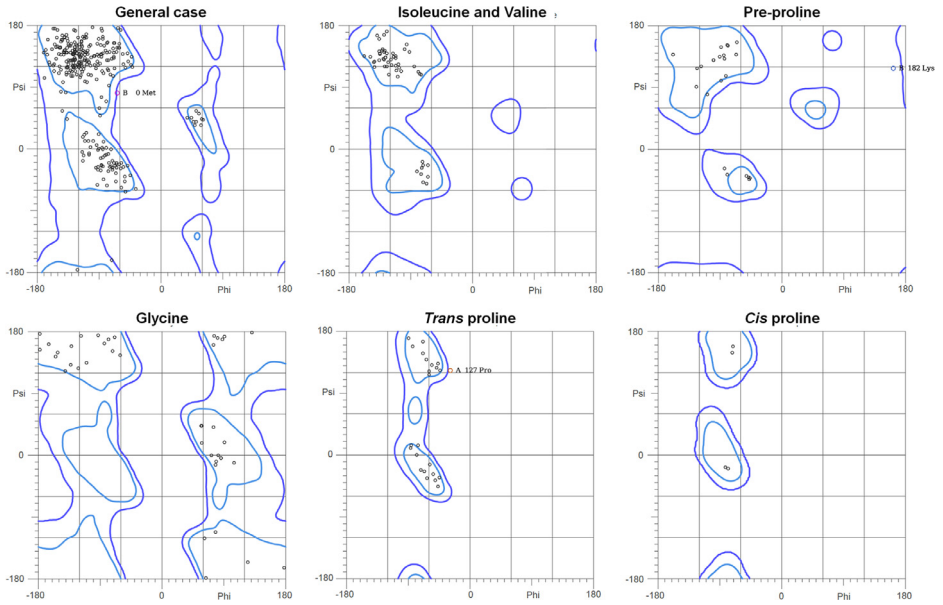 General case
180
Psi
0
-180
-180
0
Phi
180
B 0 Met
Isoleucine and Valine
180
Psi
0
-180
-180
0
Phi
180
Pre-proline
180
Psi
0
-180
-180
0
Phi
180
B 182 Lys
Glycine
180
Psi
0
-180
-180
0
Phi
180
Trans proline
180
Psi
0
-180
-180
0
Phi
180
A 127 Pro
Cis proline
180
Psi
0
-180
-180
0
Phi
180